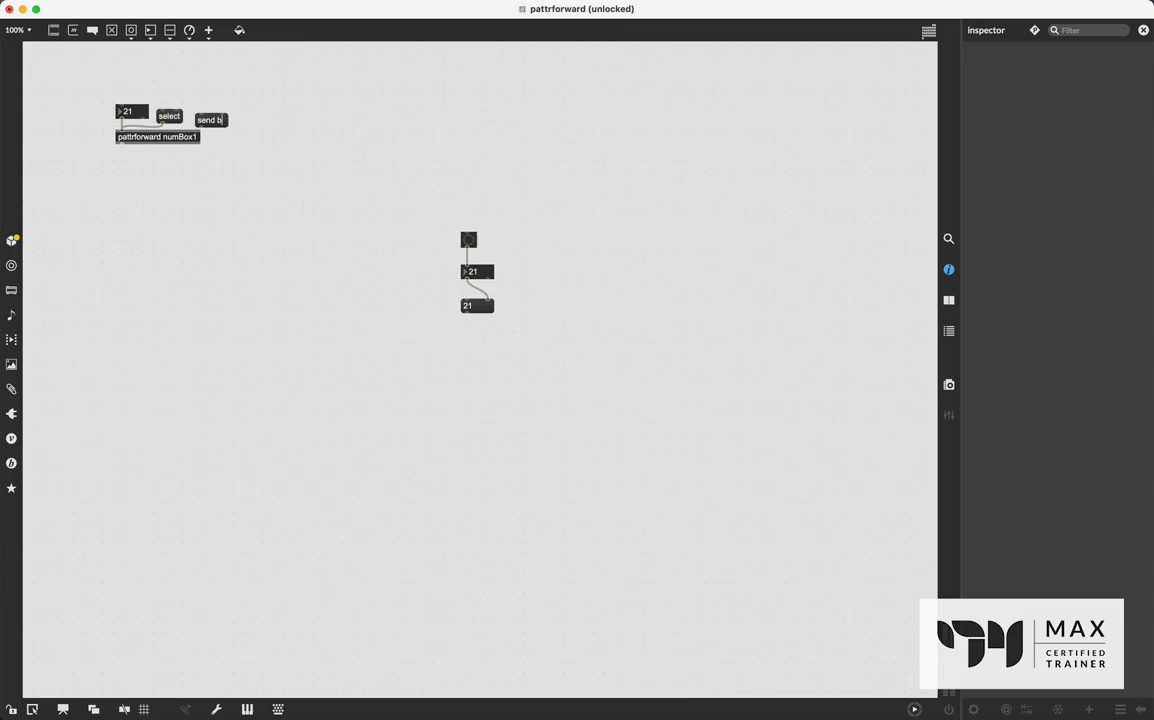 pattrforward (unlocked)
100%
inspector
Filter
21
select
send b
pattrforward numBox1
21
21
MAX
CERTIFIED
TRAINER